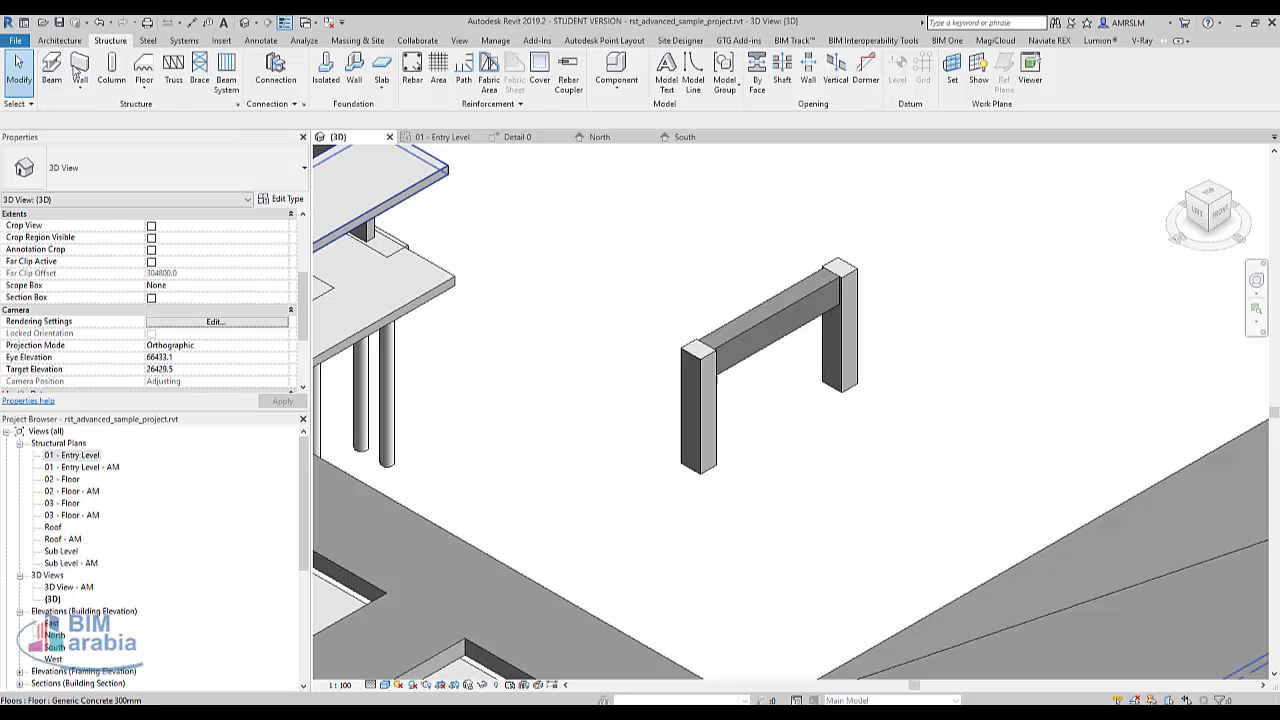 Autodesk Revit 2019.2 - STUDENT VERSION - rst_advanced_sample_project.rvt - 3D View: {3D}
Type a keyword or phrase
AMRSLM
File Architecture Structure Steel Systems Insert Annotate Analyze Massing & Site Collaborate View Manage Add-Ins Autodesk Point Layout Site Designer GTG Add-ins BIM Track™ BIM Interoperability Tools BIM One MagiCloud Naviate REX Lumion® V-Ray
Modify Beam Wall Column Floor Truss Brace Beam System Connection Isolated Wall Slab Rebar Area Path Fabric Area Fabric Sheet Cover Rebar Coupler Component Model Text Model Line Model Group By Face Shaft Wall Vertical Dormer Level Grid Set Show Ref Plane Viewer
Select Structure Connection Foundation Reinforcement Model Opening Datum Work Plane
Properties
{3D} 01 - Entry Level Detail 0 North South
3D View
3D View: {3D} Edit Type
Extents
Crop View
Crop Region Visible
Annotation Crop
Far Clip Active
Far Clip Offset 304800.0
Scope Box None
Section Box
Camera
Rendering Settings Edit...
Locked Orientation
Projection Mode Orthographic
Eye Elevation 66433.1
Target Elevation 26429.5
Camera Position Adjusting
Properties help Apply
Project Browser - rst_advanced_sample_project.rvt
Views (all)
Structural Plans
01 - Entry Level
01 - Entry Level - AM
02 - Floor
02 - Floor - AM
03 - Floor
03 - Floor - AM
Roof
Roof - AM
Sub Level
Sub Level - AM
3D Views
3D View - AM
{3D}
Elevations (Building Elevation)
East
North
South
West
Elevations (Framing Elevation)
Sections (Building Section)
BIM
arabia
TOP
LEFT FRONT
1 : 100
Floors : Floor : Generic Concrete 300mm
:0 Main Model :0